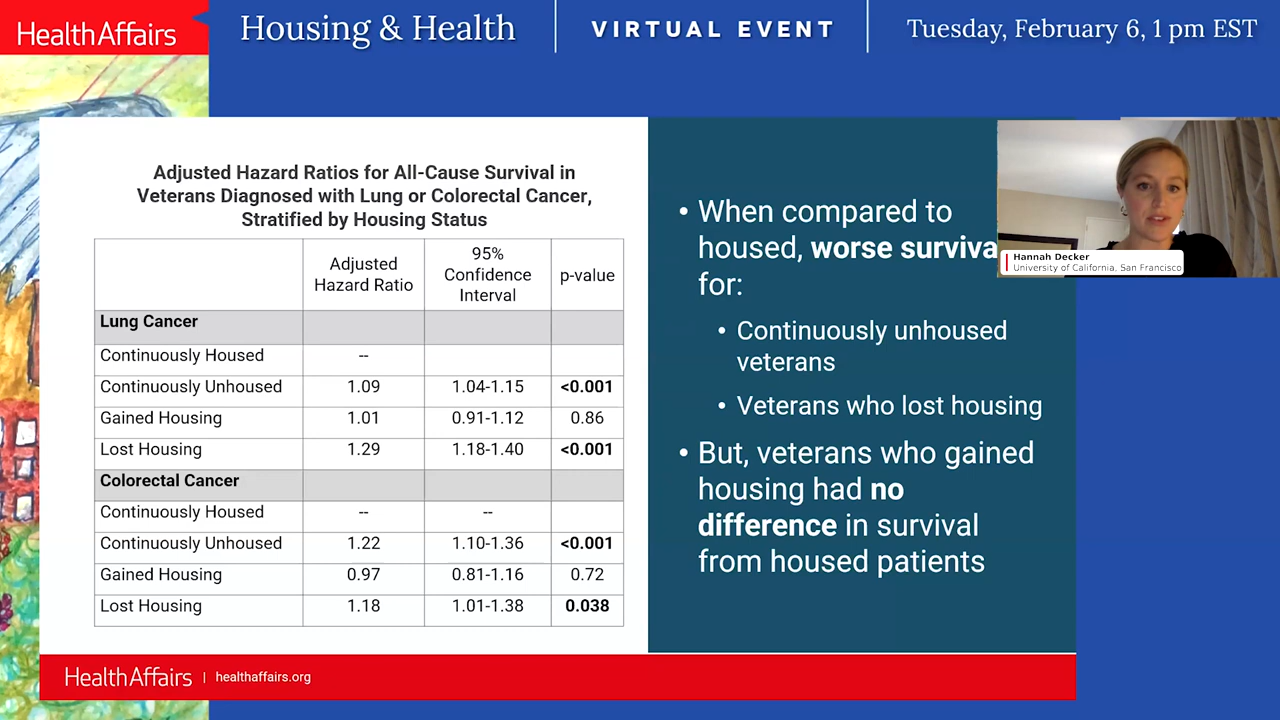 HealthAffairs
Housing & Health
VIRTUAL EVENT
Tuesday, February 6, 1 pm EST
Adjusted Hazard Ratios for All-Cause Survival in
Veterans Diagnosed with Lung or Colorectal Cancer,
Stratified by Housing Status
Adjusted Hazard Ratio 95% Confidence Interval p-value
Lung Cancer
Continuously Housed --
Continuously Unhoused 1.09 1.04-1.15 <0.001
Gained Housing 1.01 0.91-1.12 0.86
Lost Housing 1.29 1.18-1.40 <0.001
Colorectal Cancer
Continuously Housed -- --
Continuously Unhoused 1.22 1.10-1.36 <0.001
Gained Housing 0.97 0.81-1.16 0.72
Lost Housing 1.18 1.01-1.38 0.038
• When compared to
housed, worse surviva
for:
• Continuously unhoused
veterans
• Veterans who lost housing
• But, veterans who gained
housing had no
difference in survival
from housed patients
Hannah Decker
University of California, San Francisco
HealthAffairs | healthaffairs.org